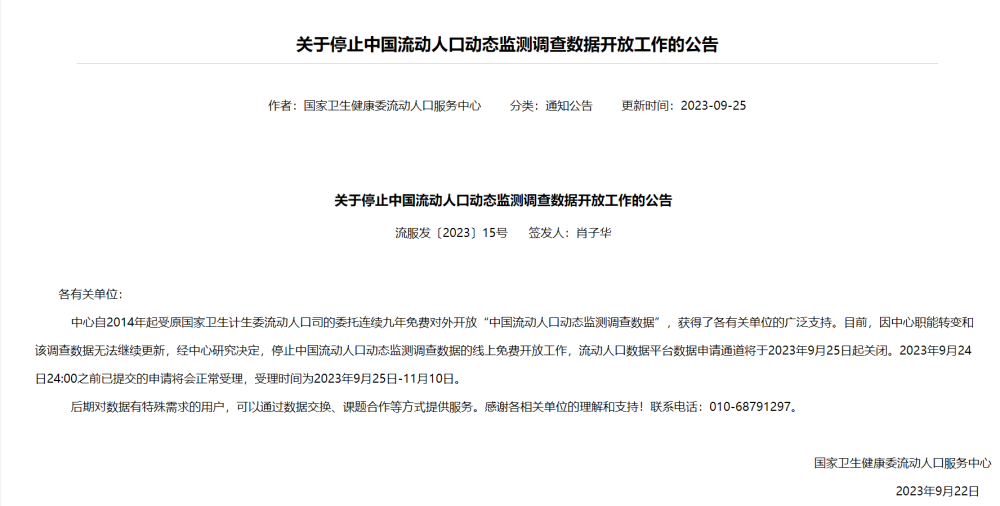 关于停止中国流动人口动态监测调查数据开放工作的公告
作者：国家卫生健康委流动人口服务中心 分类：通知公告 更新时间：2023-09-25
关于停止中国流动人口动态监测调查数据开放工作的公告
流服发〔2023〕15号 签发人：肖子华
各有关单位：
中心自2014年起受原国家卫生计生委流动人口司的委托连续九年免费对外开放“中国流动人口动态监测调查数据”，获得了各有关单位的广泛支持。目前，因中心职能转变和
该调查数据无法继续更新，经中心研究决定，停止中国流动人口动态监测调查数据的线上免费开放工作，流动人口数据平台数据申请通道将于2023年9月25日起关闭。2023年9月24
日24:00之前已提交的申请将会正常受理，受理时间为2023年9月25日-11月10日。
后期对数据有特殊需求的用户，可以通过数据交换、课题合作等方式提供服务。感谢各相关单位的理解和支持！联系电话：010-68791297。
国家卫生健康委流动人口服务中心
2023年9月22日